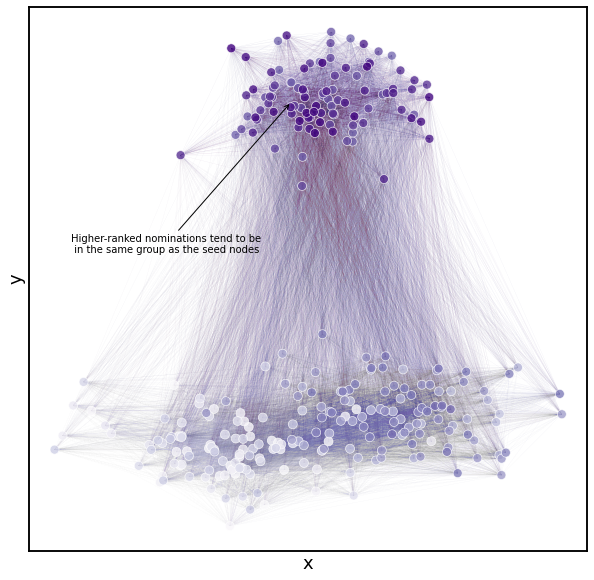 Higher-ranked nominations tend to be
in the same group as the seed nodes
y
x